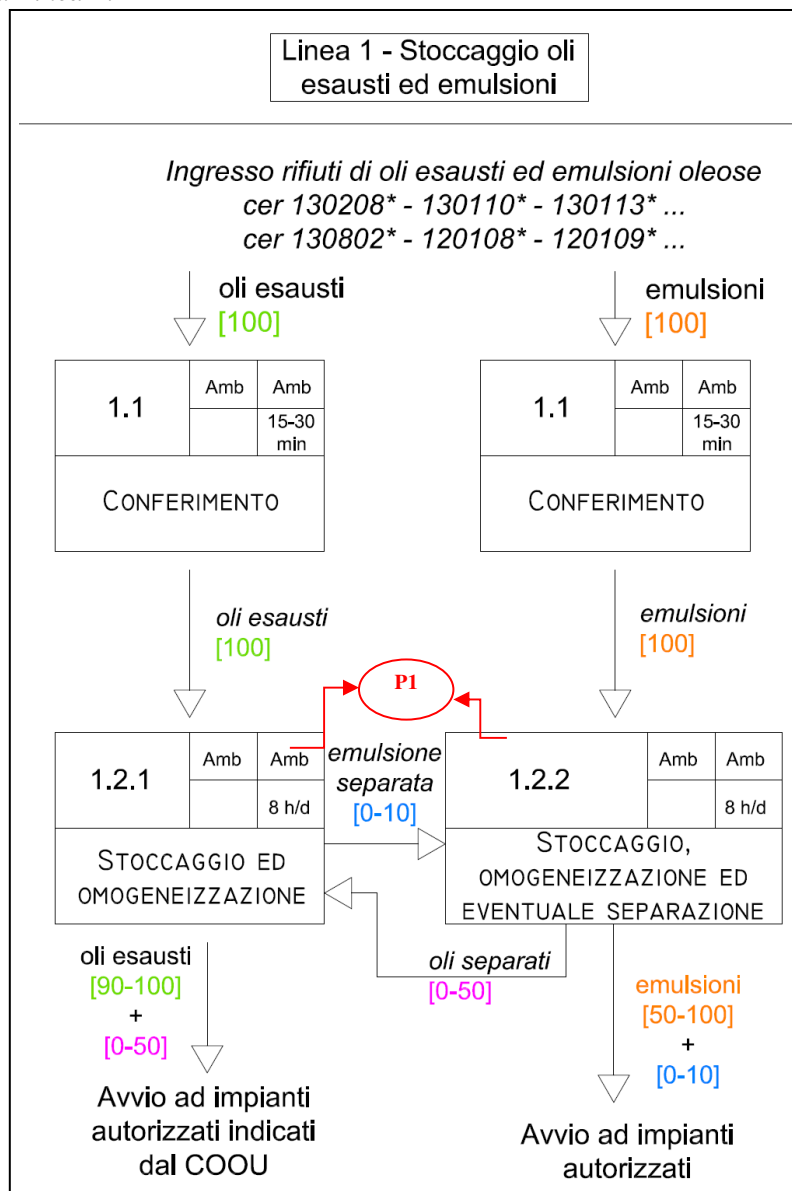 Linea 1 - Stoccaggio oli
esausti ed emulsioni
Ingresso rifiuti di oli esausti ed emulsioni oleose
cer 130208* - 130110* - 130113* ...
cer 130802* - 120108* - 120109* ...
oli esausti
[100]
emulsioni
[100]
1.1
Amb
Amb
15-30
min
CONFERIMENTO
1.1
Amb
Amb
15-30
min
CONFERIMENTO
oli esausti
[100]
emulsioni
[100]
P1
1.2.1
Amb
Amb
8 h/d
STOCCAGGIO ED
OMOGENEIZZAZIONE
emulsione
separata
[0-10]
1.2.2
Amb
Amb
8 h/d
STOCCAGGIO,
OMOGENEIZZAZIONE ED
EVENTUALE SEPARAZIONE
oli separati
[0-50]
oli esausti
[90-100]
+
[0-50]
emulsioni
[50-100]
+
[0-10]
Avvio ad impianti
autorizzati indicati
dal COOU
Avvio ad impianti
autorizzati